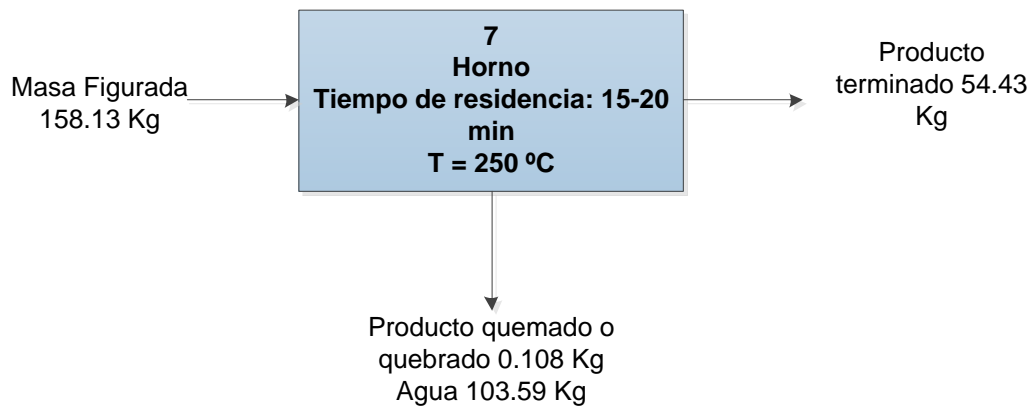 Masa Figurada
158.13 Kg
7
Horno
Tiempo de residencia: 15-20
min
T = 250 ºC
Producto
terminado 54.43
Kg
Producto quemado o
quebrado 0.108 Kg
Agua 103.59 Kg